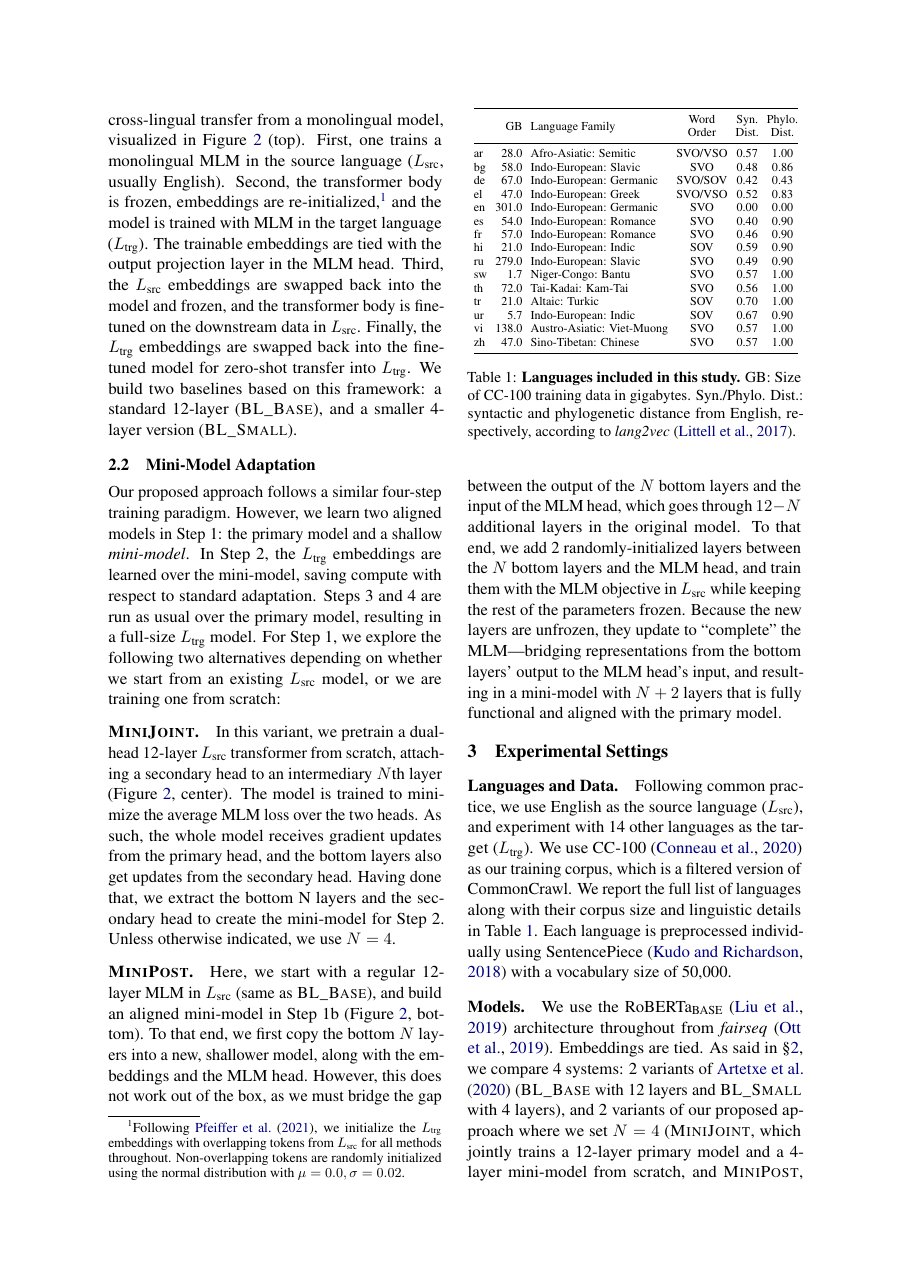 cross-lingual transfer from a monolingual model,
visualized in Figure 2 (top). First, one trains a
monolingual MLM in the source language (Lsrc,
usually English). Second, the transformer body
is frozen, embeddings are re-initialized,1 and the
model is trained with MLM in the target language
(Ltrg). The trainable embeddings are tied with the
output projection layer in the MLM head. Third,
the Lsrc embeddings are swapped back into the
model and frozen, and the transformer body is fine-
tuned on the downstream data in Lsrc. Finally, the
Ltrg embeddings are swapped back into the fine-
tuned model for zero-shot transfer into Ltrg. We
build two baselines based on this framework: a
standard 12-layer (BL_BASE), and a smaller 4-
layer version (BL_SMALL).
2.2 Mini-Model Adaptation
Our proposed approach follows a similar four-step
training paradigm. However, we learn two aligned
models in Step 1: the primary model and a shallow
mini-model. In Step 2, the Ltrg embeddings are
learned over the mini-model, saving compute with
respect to standard adaptation. Steps 3 and 4 are
run as usual over the primary model, resulting in
a full-size Ltrg model. For Step 1, we explore the
following two alternatives depending on whether
we start from an existing Lsrc model, or we are
training one from scratch:
MINIJOINT. In this variant, we pretrain a dual-
head 12-layer Lsrc transformer from scratch, attach-
ing a secondary head to an intermediary Nth layer
(Figure 2, center). The model is trained to mini-
mize the average MLM loss over the two heads. As
such, the whole model receives gradient updates
from the primary head, and the bottom layers also
get updates from the secondary head. Having done
that, we extract the bottom N layers and the sec-
ondary head to create the mini-model for Step 2.
Unless otherwise indicated, we use N = 4.
MINIPOST. Here, we start with a regular 12-
layer MLM in Lsrc (same as BL_BASE), and build
an aligned mini-model in Step 1b (Figure 2, bot-
tom). To that end, we first copy the bottom N lay-
ers into a new, shallower model, along with the em-
beddings and the MLM head. However, this does
not work out of the box, as we must bridge the gap
1Following Pfeiffer et al. (2021), we initialize the Ltrg
embeddings with overlapping tokens from Lsrc for all methods
throughout. Non-overlapping tokens are randomly initialized
using the normal distribution with μ = 0.0, σ = 0.02.
GB Language Family Word Order Syn. Dist. Phylo. Dist.
ar 28.0 Afro-Asiatic: Semitic SVO/VSO 0.57 1.00
bg 58.0 Indo-European: Slavic SVO 0.48 0.86
de 67.0 Indo-European: Germanic SVO/SOV 0.42 0.43
el 47.0 Indo-European: Greek SVO/VSO 0.52 0.83
en 301.0 Indo-European: Germanic SVO 0.00 0.00
es 54.0 Indo-European: Romance SVO 0.40 0.90
fr 57.0 Indo-European: Romance SVO 0.46 0.90
hi 21.0 Indo-European: Indic SOV 0.59 0.90
ru 279.0 Indo-European: Slavic SVO 0.49 0.90
sw 1.7 Niger-Congo: Bantu SVO 0.57 1.00
th 72.0 Tai-Kadai: Kam-Tai SVO 0.56 1.00
tr 21.0 Altaic: Turkic SOV 0.70 1.00
ur 5.7 Indo-European: Indic SOV 0.67 0.90
vi 138.0 Austro-Asiatic: Viet-Muong SVO 0.57 1.00
zh 47.0 Sino-Tibetan: Chinese SVO 0.57 1.00
Table 1: Languages included in this study. GB: Size
of CC-100 training data in gigabytes. Syn./Phylo. Dist.:
syntactic and phylogenetic distance from English, re-
spectively, according to lang2vec (Littell et al., 2017).
between the output of the N bottom layers and the
input of the MLM head, which goes through 12−N
additional layers in the original model. To that
end, we add 2 randomly-initialized layers between
the N bottom layers and the MLM head, and train
them with the MLM objective in Lsrc while keeping
the rest of the parameters frozen. Because the new
layers are unfrozen, they update to “complete” the
MLM—bridging representations from the bottom
layers’ output to the MLM head’s input, and result-
ing in a mini-model with N + 2 layers that is fully
functional and aligned with the primary model.
3 Experimental Settings
Languages and Data. Following common prac-
tice, we use English as the source language (Lsrc),
and experiment with 14 other languages as the tar-
get (Ltrg). We use CC-100 (Conneau et al., 2020)
as our training corpus, which is a filtered version of
CommonCrawl. We report the full list of languages
along with their corpus size and linguistic details
in Table 1. Each language is preprocessed individ-
ually using SentencePiece (Kudo and Richardson,
2018) with a vocabulary size of 50,000.
Models. We use the RoBERTaBASE (Liu et al.,
2019) architecture throughout from fairseq (Ott
et al., 2019). Embeddings are tied. As said in §2,
we compare 4 systems: 2 variants of Artetxe et al.
(2020) (BL_BASE with 12 layers and BL_SMALL
with 4 layers), and 2 variants of our proposed ap-
proach where we set N = 4 (MINIJOINT, which
jointly trains a 12-layer primary model and a 4-
layer mini-model from scratch, and MINIPOST,